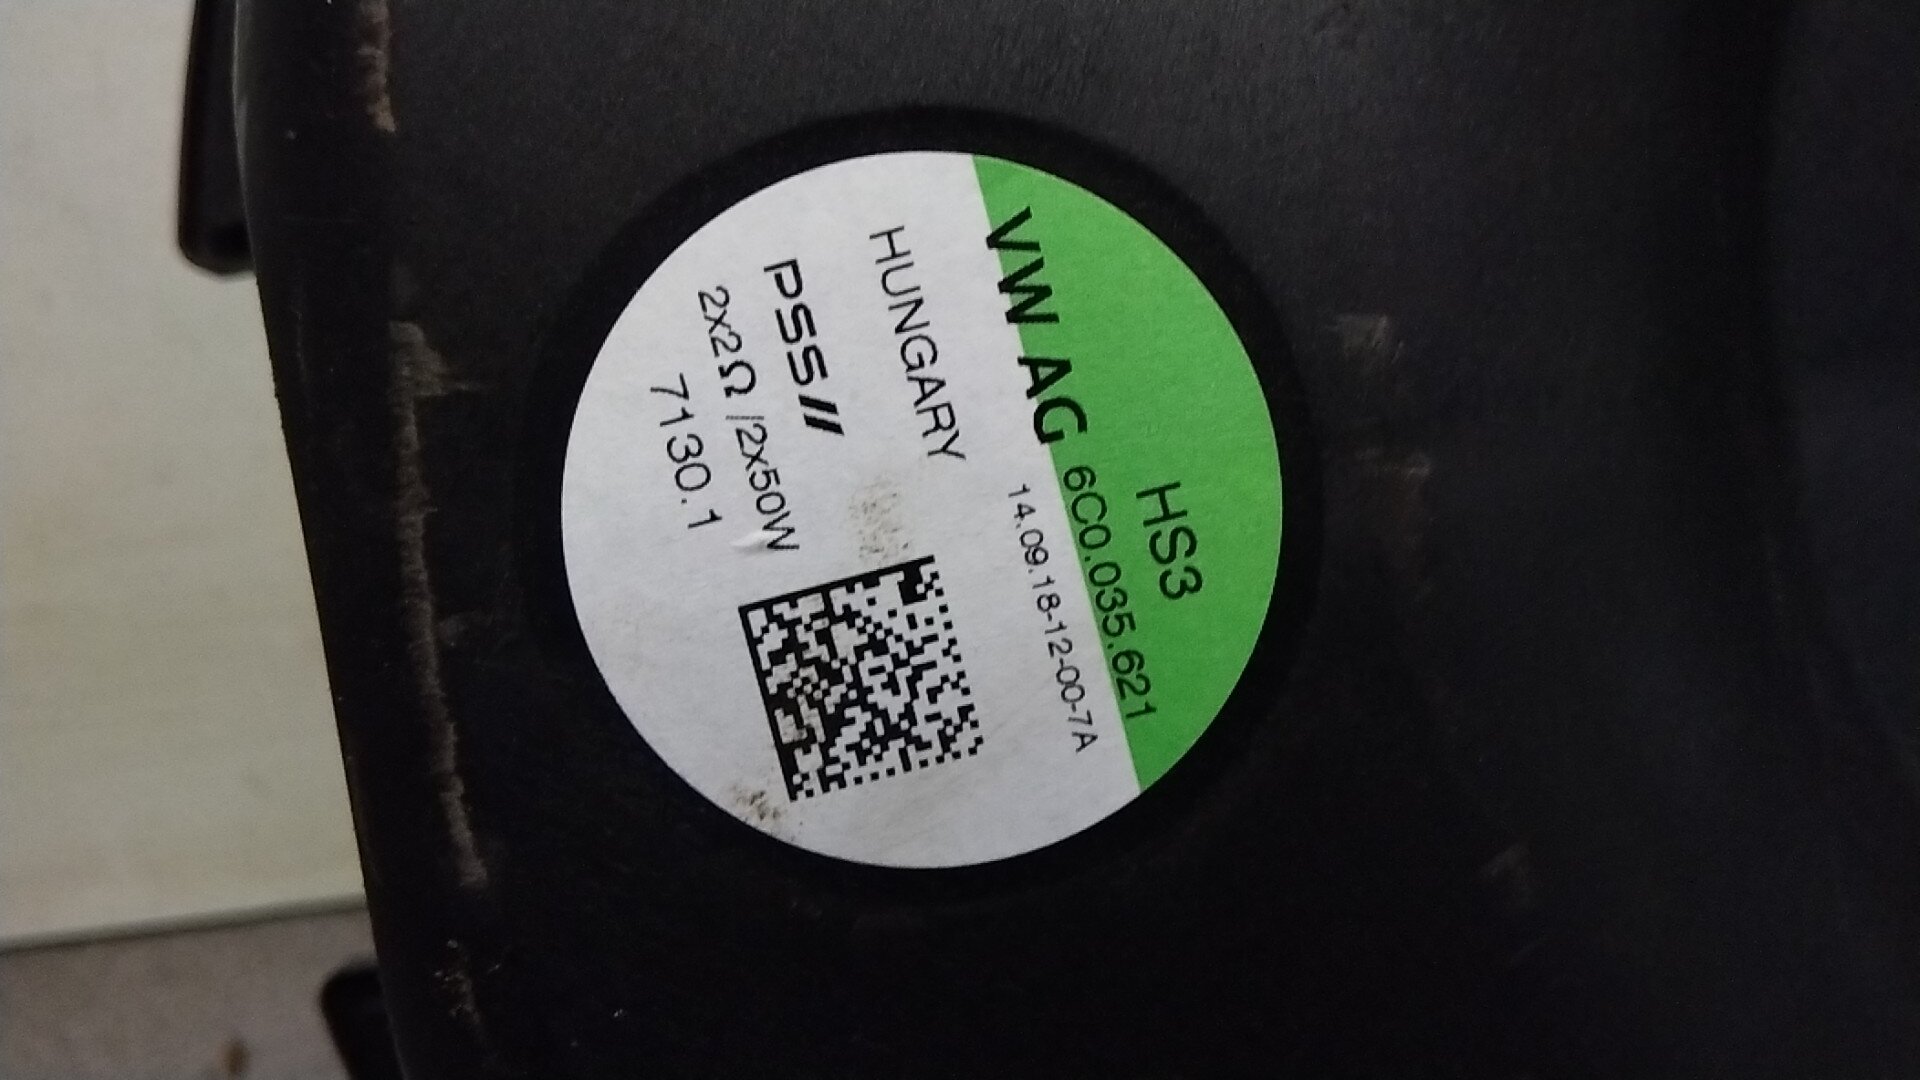 HS3
VW AG 6C0.035.621
14.09.18-12-00-7A
HUNGARY
PSS//
2x2Ω/2x50W
7130.1